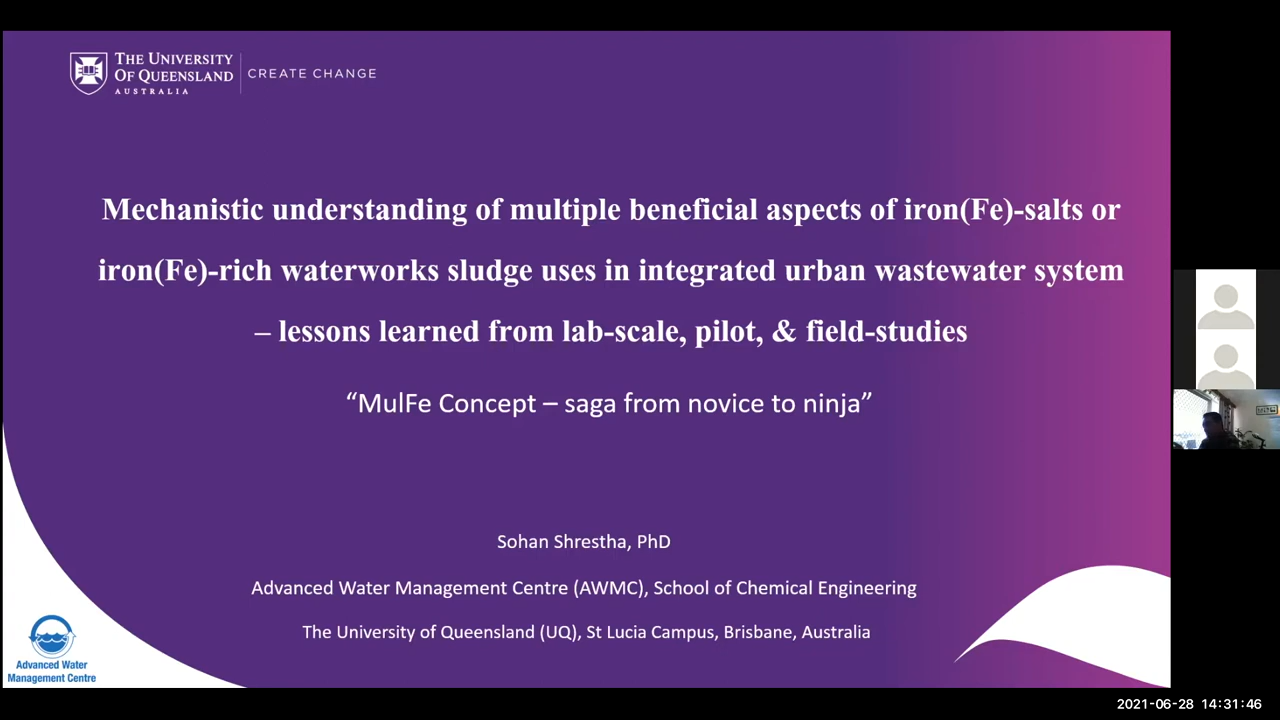 THE UNIVERSITY
OF QUEENSLAND
AUSTRALIA
CREATE CHANGE
Mechanistic understanding of multiple beneficial aspects of iron(Fe)-salts or
iron(Fe)-rich waterworks sludge uses in integrated urban wastewater system
– lessons learned from lab-scale, pilot, & field-studies
“MulFe Concept – saga from novice to ninja”
Sohan Shrestha, PhD
Advanced Water Management Centre (AWMC), School of Chemical Engineering
The University of Queensland (UQ), St Lucia Campus, Brisbane, Australia
Advanced Water
Management Centre
2021-06-28 14:31:46